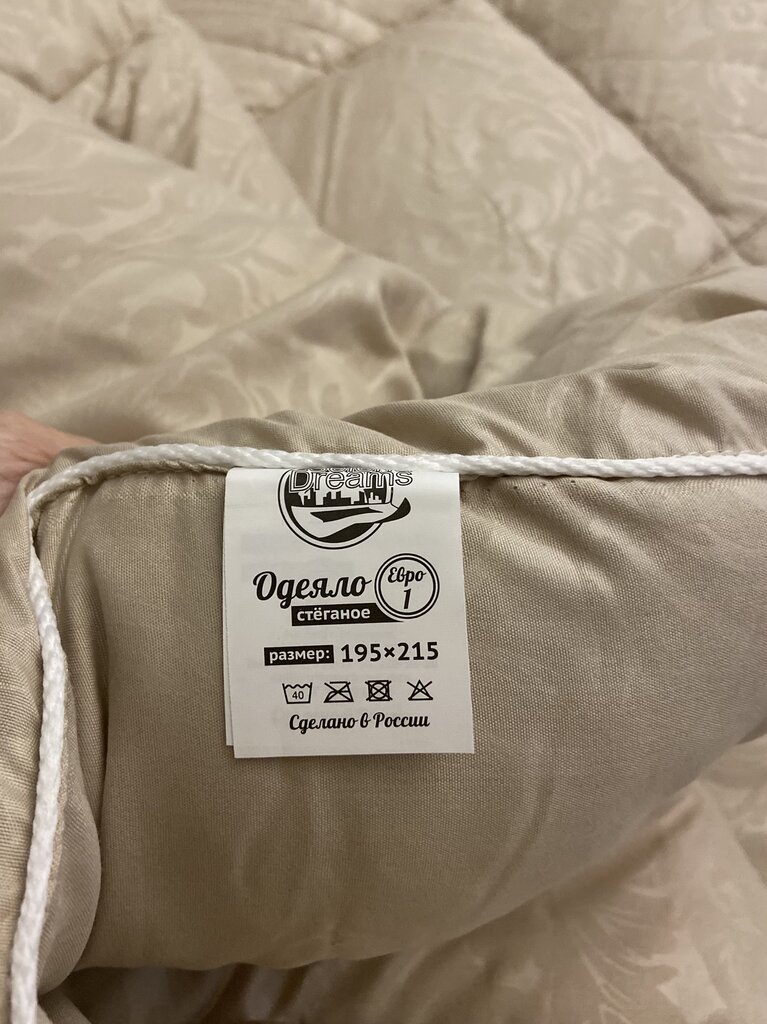 Dreams
Одеяло
Евро
1
стёганое
размер: 195×215
40
Сделано в России